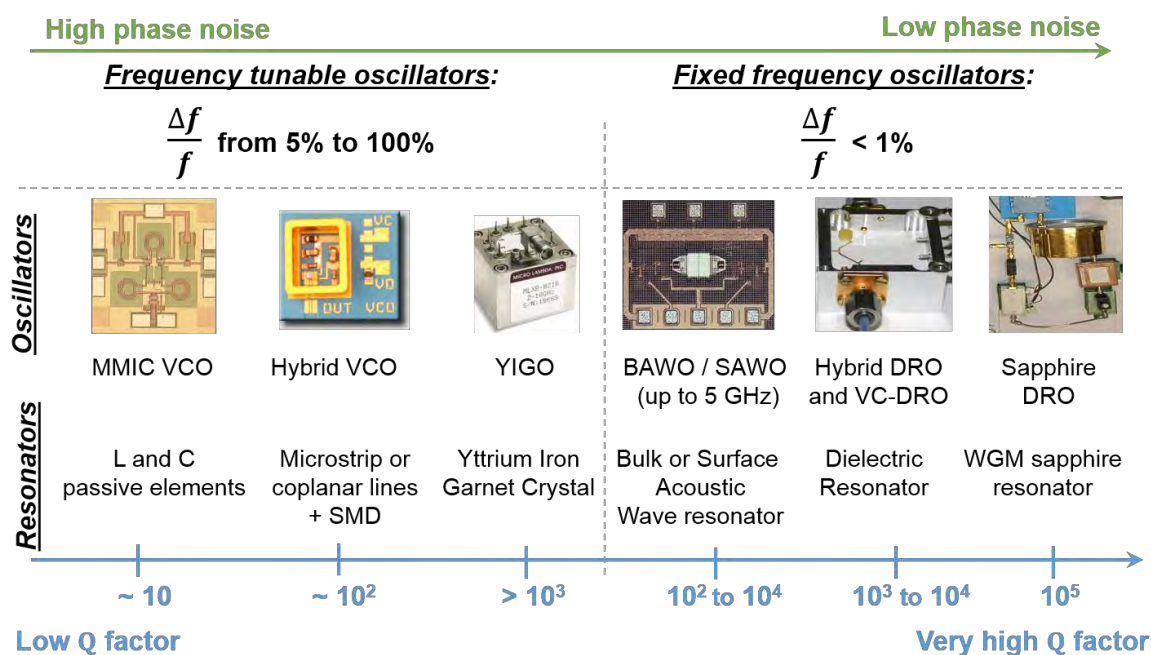 High phase noise
Low phase noise
Frequency tunable oscillators:
Fixed frequency oscillators:
Δf/f from 5% to 100%
Δf/f < 1%
Oscillators
VC
VD
OUT VCO
MICRO LAMBDA, INC
MMIC VCO
Hybrid VCO
YIGO
BAWO / SAWO
(up to 5 GHz)
Hybrid DRO
and VC-DRO
Sapphire
DRO
Resonators
L and C
passive elements
Microstrip or
coplanar lines
+ SMD
Yttrium Iron
Garnet Crystal
Bulk or Surface
Acoustic
Wave resonator
Dielectric
Resonator
WGM sapphire
resonator
~ 10
~ 10²
> 10³
10² to 10⁴
10³ to 10⁴
10⁵
Low Q factor
Very high Q factor